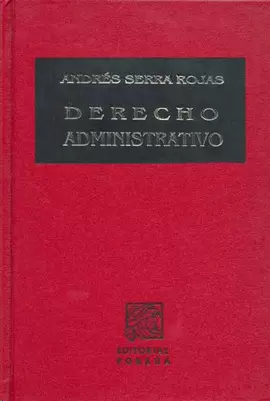 ANDRÉS SERRA ROJAS
DERECHO
ADMINISTRATIVO
EDITORIAL
PORRÚA